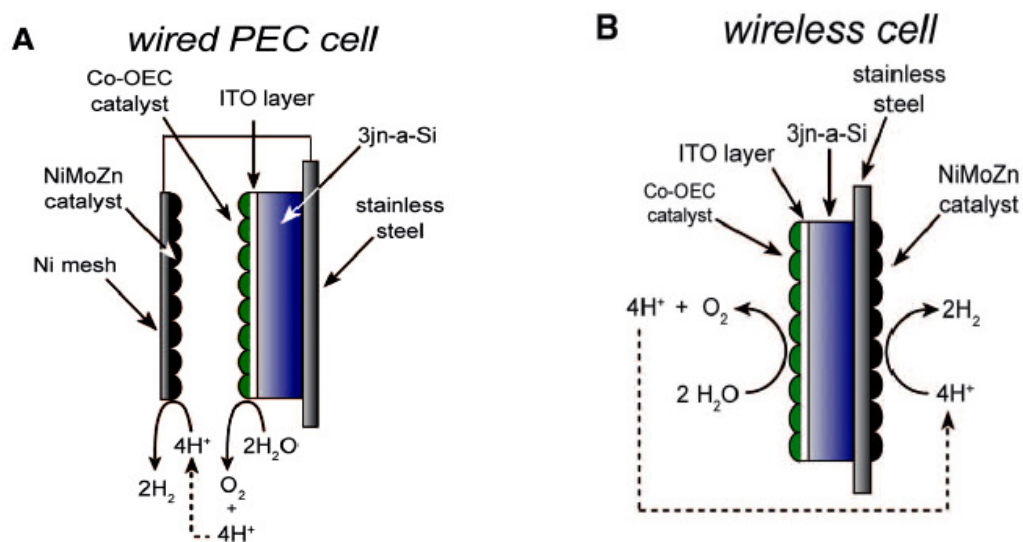 A
wired PEC cell
Co-OEC
catalyst
ITO layer
3jn-a-Si
NiMoZn
catalyst
stainless
steel
Ni mesh
4H⁺
2H₂O
2H₂
O₂
+
4H⁺
B
wireless cell
stainless
steel
3jn-a-Si
ITO layer
NiMoZn
catalyst
Co-OEC
catalyst
4H⁺ + O₂
2H₂
2 H₂O
4H⁺